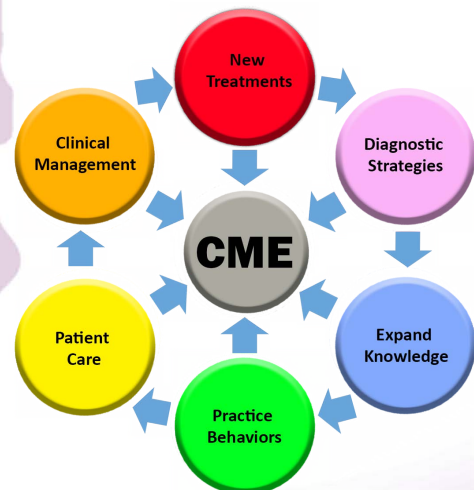 New
Treatments
Clinical
Management
Diagnostic
Strategies
CME
Patient
Care
Expand
Knowledge
Practice
Behaviors